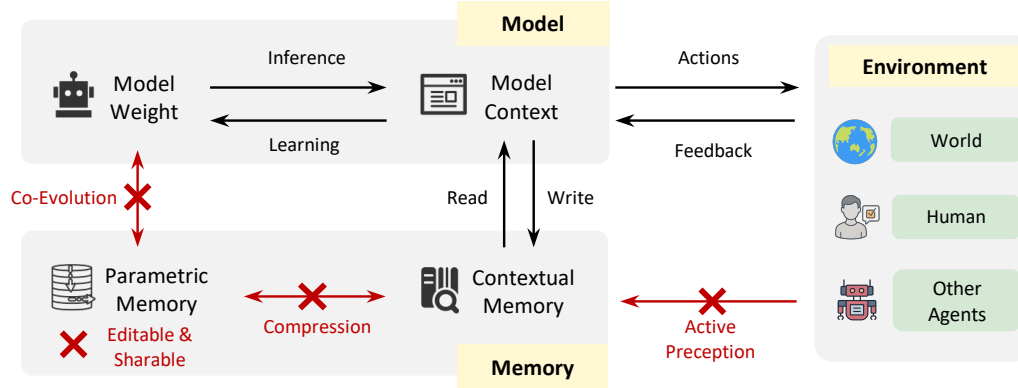 Model
Inference
Actions
Environment
Model
Weight
Model
Context
Learning
Feedback
World
Co-Evolution
Read
Write
Human
Parametric
Memory
Contextual
Memory
Other
Agents
Editable &
Sharable
Compression
Active
Preception
Memory